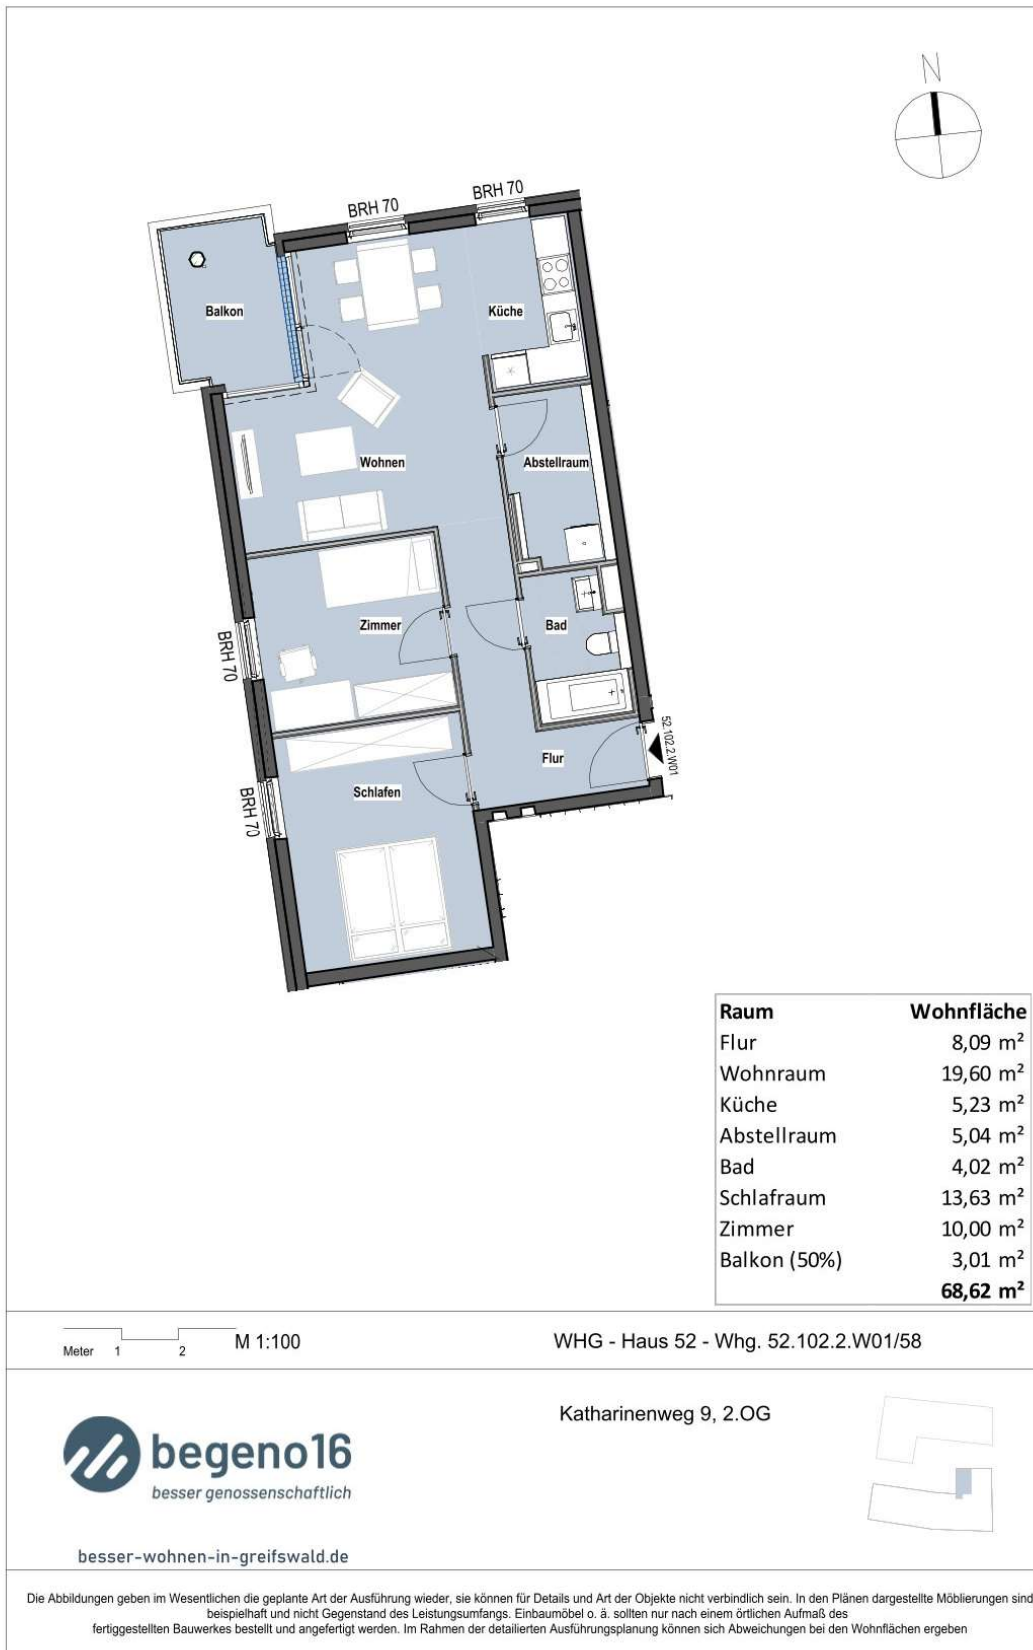 N
BRH 70
BRH 70
Balkon
Küche
Wohnen
Abstellraum
Zimmer
Bad
BRH 70
52.102.2.W01
Flur
Schlafen
BRH 70
Raum Wohnfläche
Flur 8,09 m²
Wohnraum 19,60 m²
Küche 5,23 m²
Abstellraum 5,04 m²
Bad 4,02 m²
Schlafraum 13,63 m²
Zimmer 10,00 m²
Balkon (50%) 3,01 m²
68,62 m²
Meter 1 2 M 1:100
WHG - Haus 52 - Whg. 52.102.2.W01/58
Katharinenweg 9, 2.OG
begeno16
besser genossenschaftlich
besser-wohnen-in-greifswald.de
Die Abbildungen geben im Wesentlichen die geplante Art der Ausführung wieder, sie können für Details und Art der Objekte nicht verbindlich sein. In den Plänen dargestellte Möblierungen sind
beispielhaft und nicht Gegenstand des Leistungsumfangs. Einbaumöbel o. ä. sollten nur nach einem örtlichen Aufmaß des
fertiggestellten Bauwerkes bestellt und angefertigt werden. Im Rahmen der detailierten Ausführungsplanung können sich Abweichungen bei den Wohnflächen ergeben